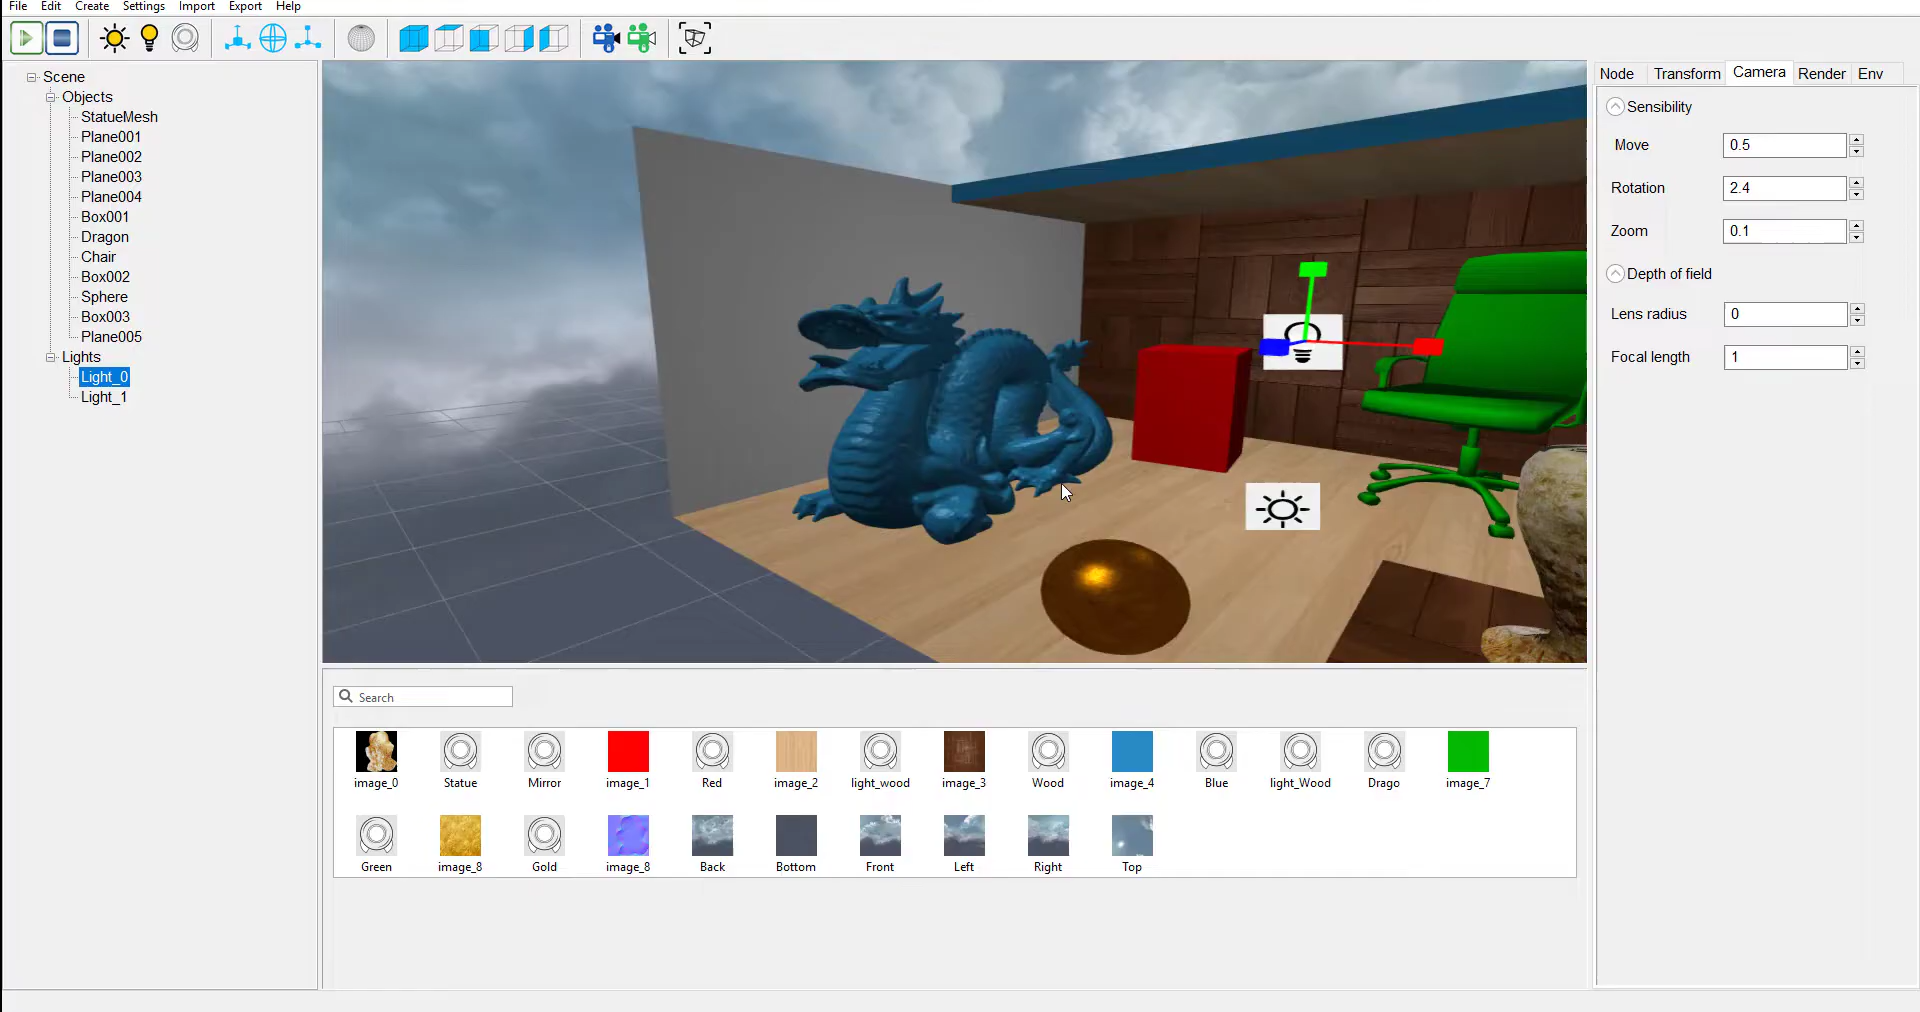 File Edit Create Settings Import Export Help
Scene
Objects
StatueMesh
Plane001
Plane002
Plane003
Plane004
Box001
Dragon
Chair
Box002
Sphere
Box003
Plane005
Lights
Light_0
Light_1
Node Transform Camera Render Env
Sensibility
Move 0.5
Rotation 2.4
Zoom 0.1
Depth of field
Lens radius 0
Focal length 1
Search
image_0 Statue Mirror image_1 Red image_2 light_wood image_3 Wood image_4 Blue light_Wood Drago image_7
Green image_8 Gold image_8 Back Bottom Front Left Right Top